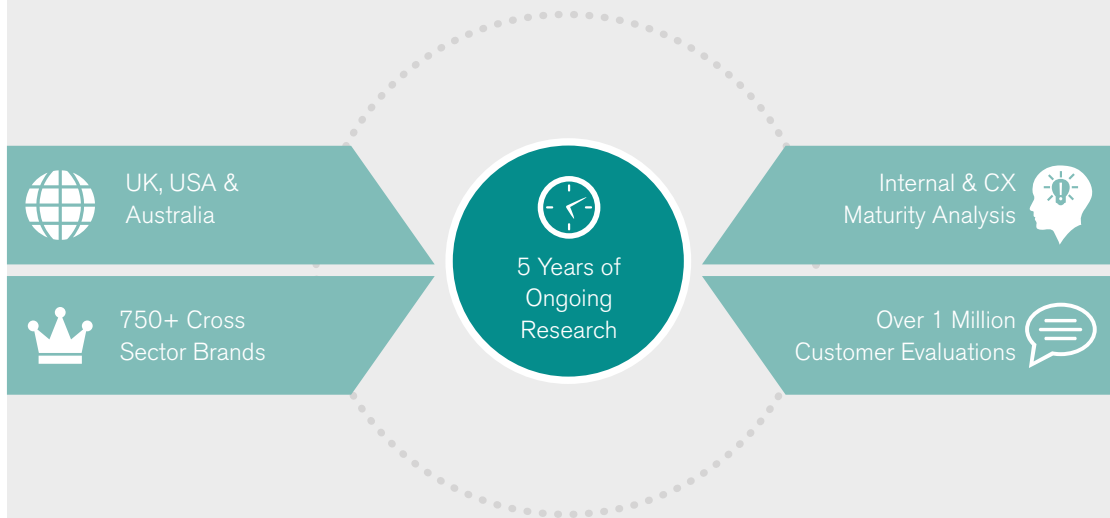 UK, USA &
Australia
750+ Cross
Sector Brands
5 Years of
Ongoing
Research
Internal & CX
Maturity Analysis
Over 1 Million
Customer Evaluations